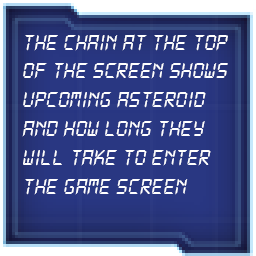 THE CHAIN AT THE TOP
OF THE SCREEN SHOWS
UPCOMING ASTEROID
AND HOW LONG THEY
WILL TAKE TO ENTER
THE GAME SCREEN